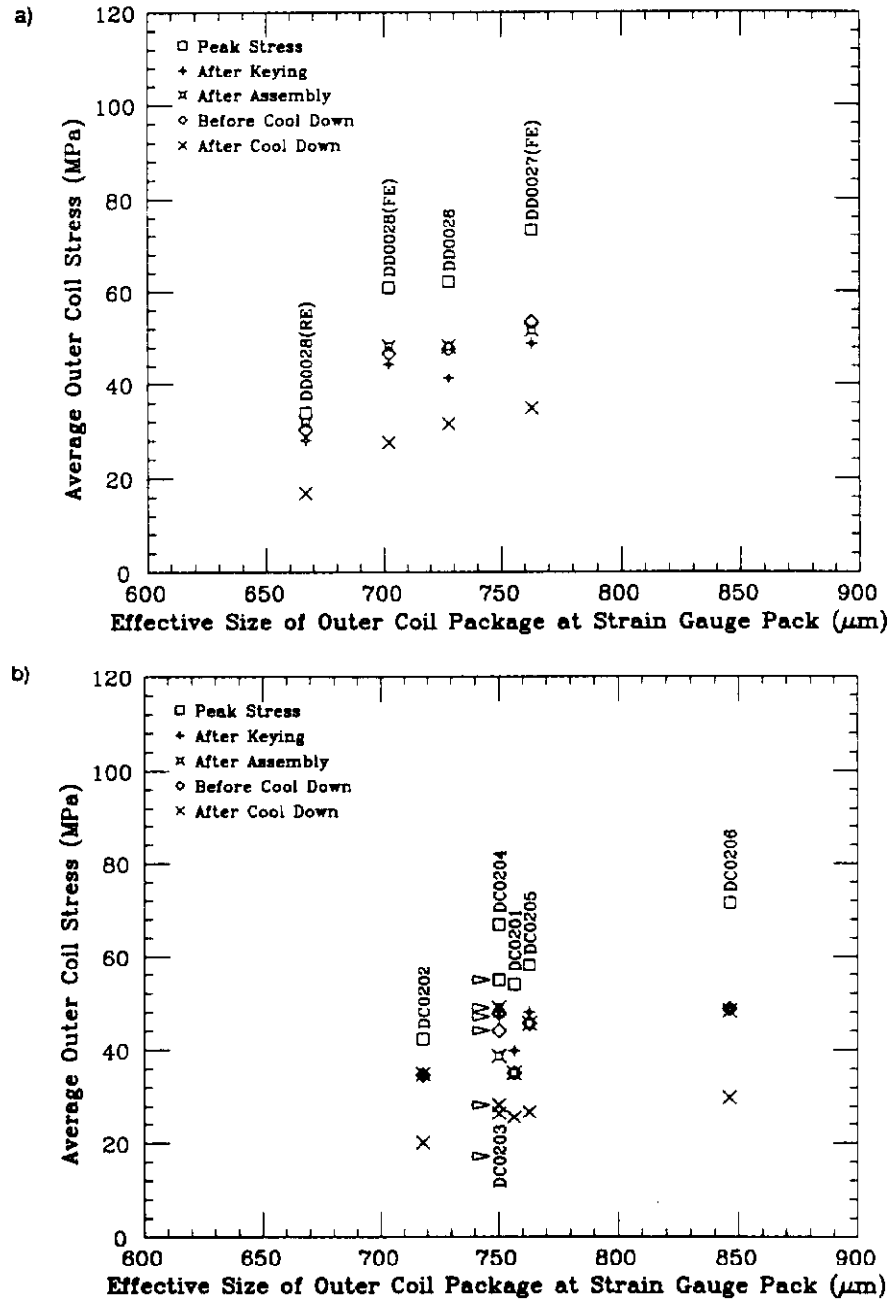 a)
120
100
80
60
40
20
0
Average Outer Coil Stress (MPa)
□ Peak Stress
+ After Keying
¤ After Assembly
◇ Before Cool Down
× After Cool Down
DD0028(RE)
DD0028(FE)
DD0026
DD0027(FE)
600 650 700 750 800 850 900
Effective Size of Outer Coil Package at Strain Gauge Pack (μm)
b)
120
100
80
60
40
20
0
Average Outer Coil Stress (MPa)
□ Peak Stress
+ After Keying
¤ After Assembly
◇ Before Cool Down
× After Cool Down
DC0202
DC0204
DC0203
DC0201
DC0205
DC0206
600 650 700 750 800 850 900
Effective Size of Outer Coil Package at Strain Gauge Pack (μm)